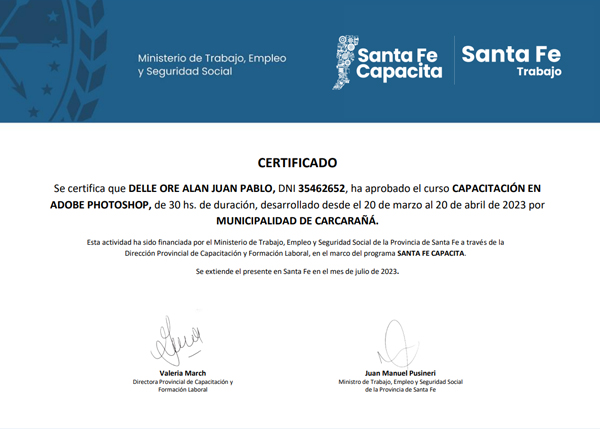 Ministerio de Trabajo, Empleo
y Seguridad Social
Santa Fe
Capacita
Santa Fe
Trabajo
CERTIFICADO
Se certifica que DELLE ORE ALAN JUAN PABLO, DNI 35462652, ha aprobado el curso CAPACITACIÓN EN
ADOBE PHOTOSHOP, de 30 hs. de duración, desarrollado desde el 20 de marzo al 20 de abril de 2023 por
MUNICIPALIDAD DE CARCARAÑÁ.
Esta actividad ha sido financiada por el Ministerio de Trabajo, Empleo y Seguridad Social de la Provincia de Santa Fe a través de la
Dirección Provincial de Capacitación y Formación Laboral, en el marco del programa SANTA FE CAPACITA.
Se extiende el presente en Santa Fe en el mes de julio de 2023.
Valeria March
Directora Provincial de Capacitación y
Formación Laboral
Juan Manuel Pusineri
Ministro de Trabajo, Empleo y Seguridad Social
de la Provincia de Santa Fe